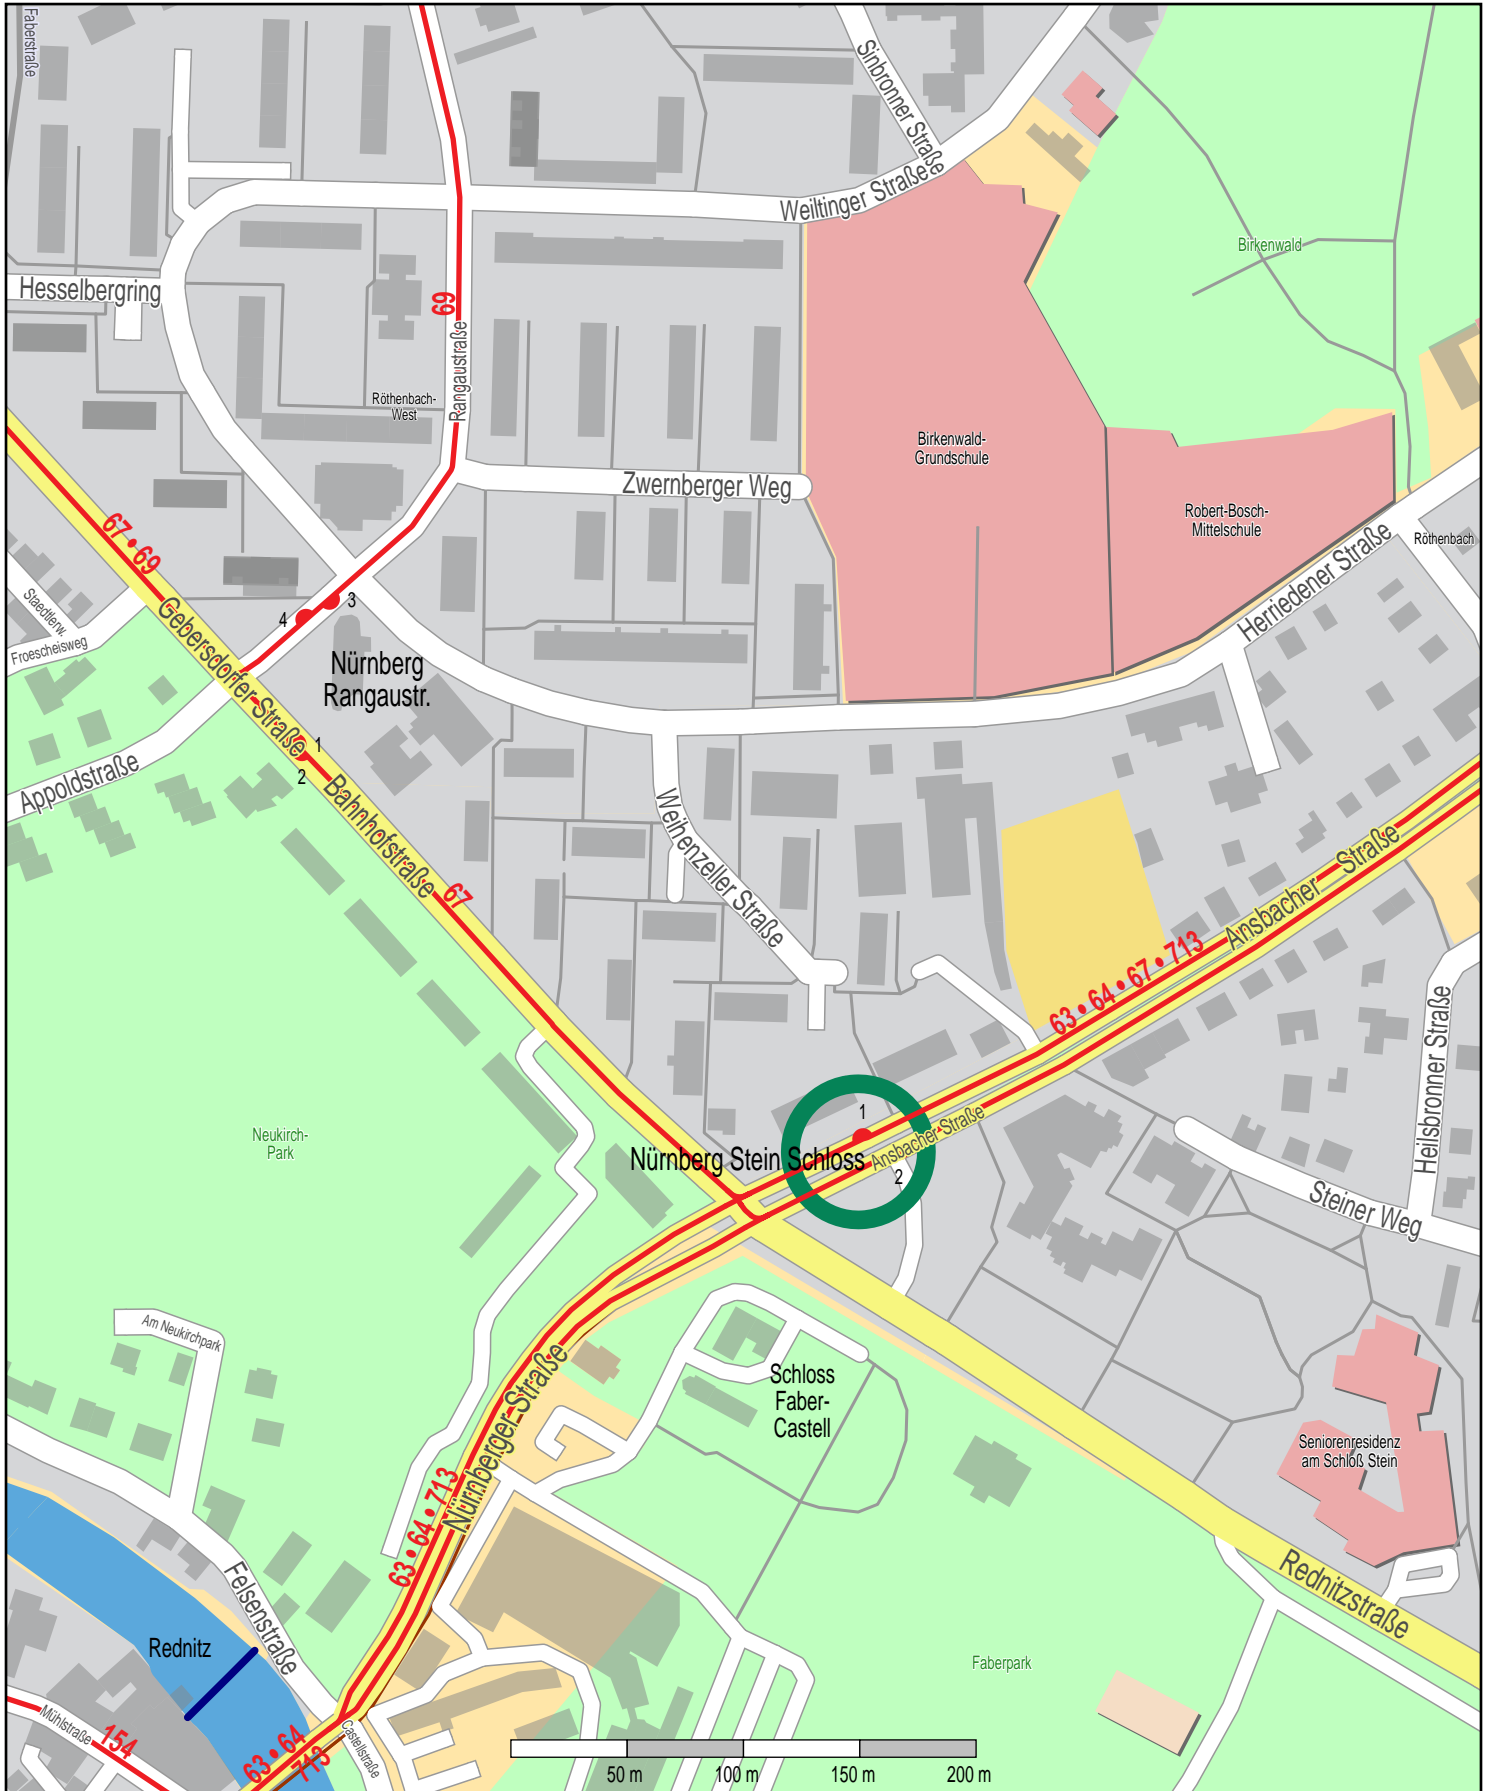 Faberstraße
Sinbronner Straße
Weiltinger Straße
Birkenwald
Hesselbergring
69
Rangaustraße
Röthenbach-
West
Birkenwald-
Grundschule
Zwernberger Weg
Robert-Bosch-
Mittelschule
Röthenbach
Herriedener Straße
67 • 69
Gebersdorfer Straße
Staedtlerw.
Froescheisweg
4
3
Nürnberg
Rangaustr.
1
2
Appoldstraße
Bahnhofstraße
67
Weihenzeller Straße
Ansbacher Straße
63 • 64 • 67 • 713
Heilsbronner Straße
Neukirch-
Park
1
Nürnberg Stein Schloss
Ansbacher Straße
2
Steiner Weg
Am Neukirchpark
Schloss
Faber-
Castell
Nürnberger Straße
63 • 64 • 713
Seniorenresidenz
am Schloß Stein
Rednitzstraße
Felsenstraße
Rednitz
Faberpark
Mühlstraße
154
63 • 64
713
Castellstraße
50 m
100 m
150 m
200 m